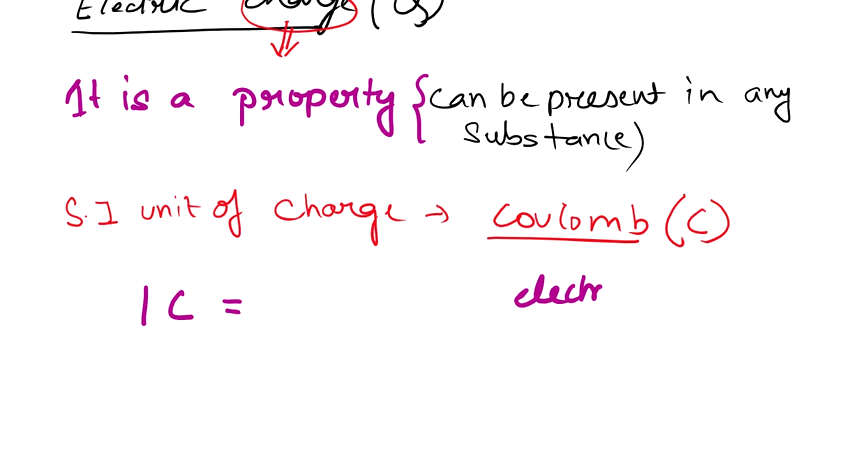 Electric charge (Q)
It is a property {can be present in any
substance)
S.I unit of charge → coulomb (C)
1 C = electr